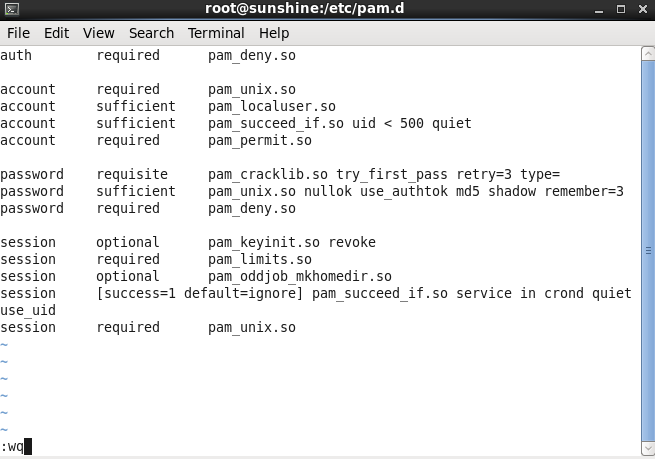 root@sunshine:/etc/pam.d
File Edit View Search Terminal Help
auth        required      pam_deny.so
account     required      pam_unix.so
account     sufficient    pam_localuser.so
account     sufficient    pam_succeed_if.so uid < 500 quiet
account     required      pam_permit.so
password    requisite     pam_cracklib.so try_first_pass retry=3 type=
password    sufficient    pam_unix.so nullok use_authtok md5 shadow remember=3
password    required      pam_deny.so
session     optional      pam_keyinit.so revoke
session     required      pam_limits.so
session     optional      pam_oddjob_mkhomedir.so
session     [success=1 default=ignore] pam_succeed_if.so service in crond quiet
use_uid
session     required      pam_unix.so
~
~
~
~
~
~
:wq